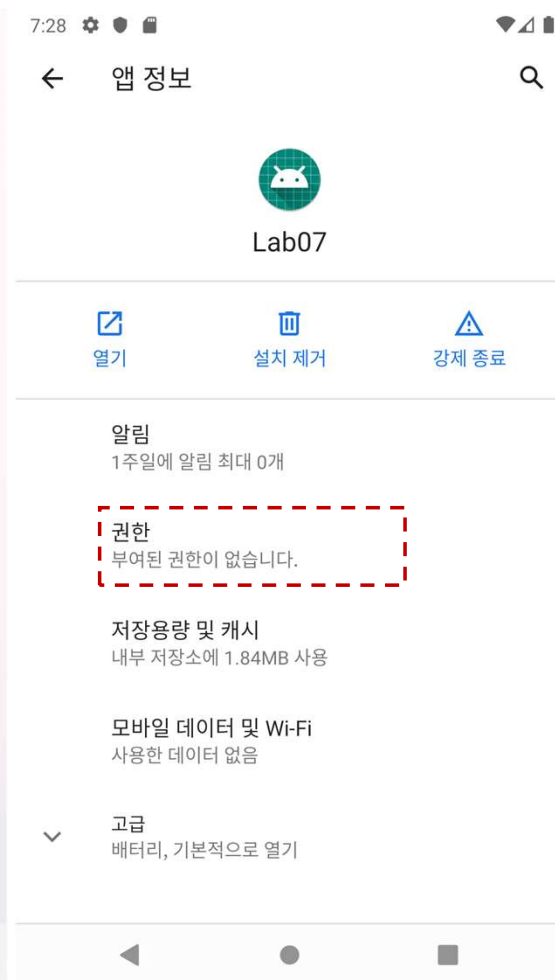 7:28
앱 정보
Lab07
열기
설치 제거
강제 종료
알림
1주일에 알림 최대 0개
권한
부여된 권한이 없습니다.
저장용량 및 캐시
내부 저장소에 1.84MB 사용
모바일 데이터 및 Wi-Fi
사용한 데이터 없음
고급
배터리, 기본적으로 열기